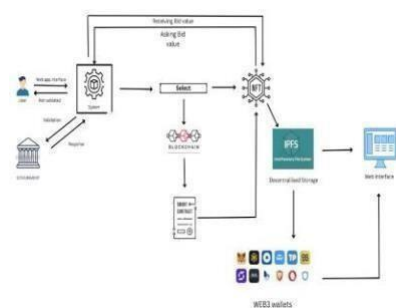 Receiving Bid value
Asking Bid
value
Web app interface
User
Not validated
System
Select
NFT
Validation
Response
BLOCKCHAIN
IPFS
Decentralised Storage
Web Interface
SMART
CONTRACT
WEB3 wallets